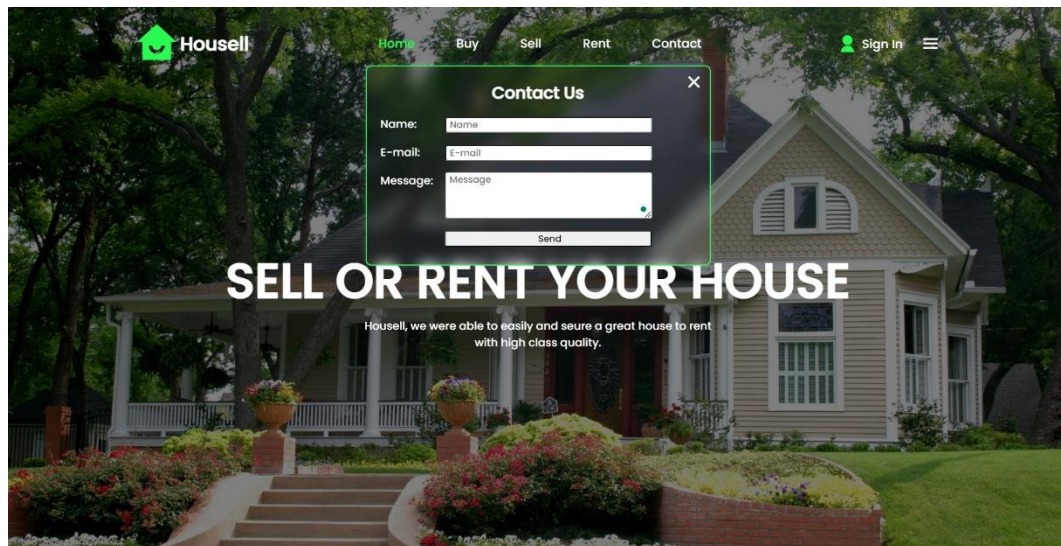 Housell
Home Buy Sell Rent Contact
Sign In
Contact Us
Name: Name
E-mail: E-mail
Message: Message
Send
SELL OR RENT YOUR HOUSE
Housell, we were able to easily and seure a great house to rent
with high class quality.